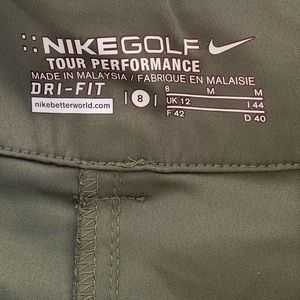 NIKEGOLF
TOUR PERFORMANCE
MADE IN MALAYSIA / FABRIQUE EN MALAISIE
DRI-FIT
nikebetterworld.com
8
8 M M
UK 12 I 44
F 42 D 40